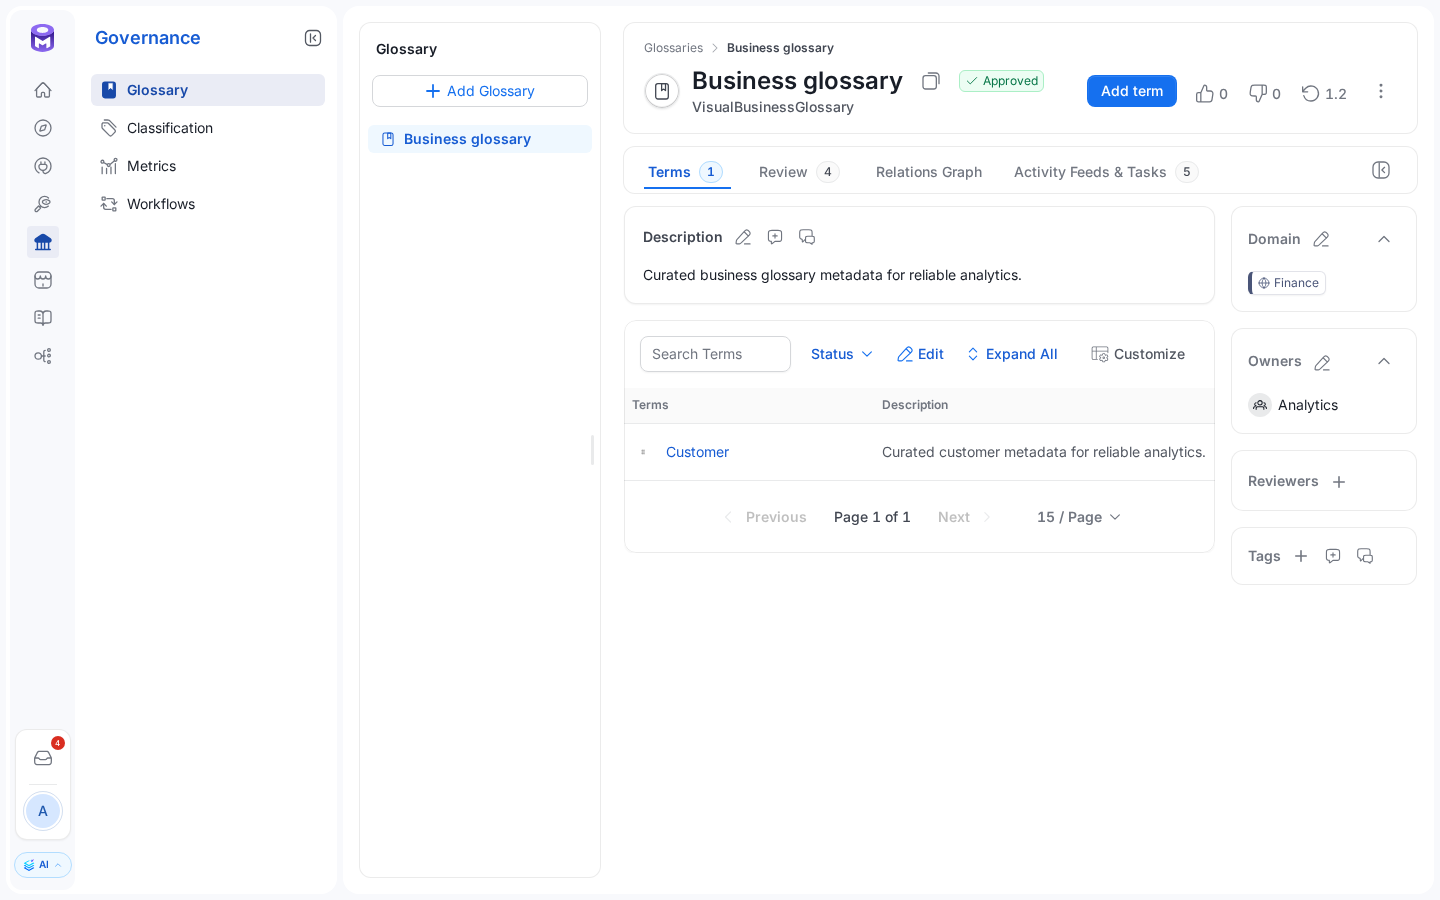 Governance
Glossary
Classification
Metrics
Workflows
4
A
AI
Glossary
Add Glossary
Business glossary
Glossaries
Business glossary
Business glossary
Approved
VisualBusinessGlossary
Add term
0
0
1.2
Terms 1
Review 4
Relations Graph
Activity Feeds & Tasks 5
Description
Curated business glossary metadata for reliable analytics.
Search Terms
Status
Edit
Expand All
Customize
Terms
Description
Customer
Curated customer metadata for reliable analytics.
Previous
Page 1 of 1
Next
15 / Page
Domain
Finance
Owners
Analytics
Reviewers
Tags